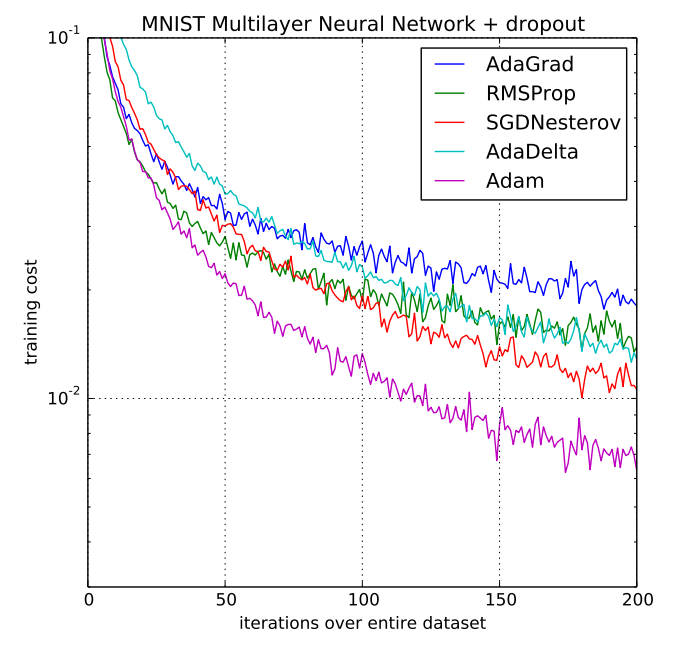 MNIST Multilayer Neural Network + dropout
10^-1
AdaGrad
RMSProp
SGDNesterov
AdaDelta
Adam
training cost
10^-2
0 50 100 150 200
iterations over entire dataset